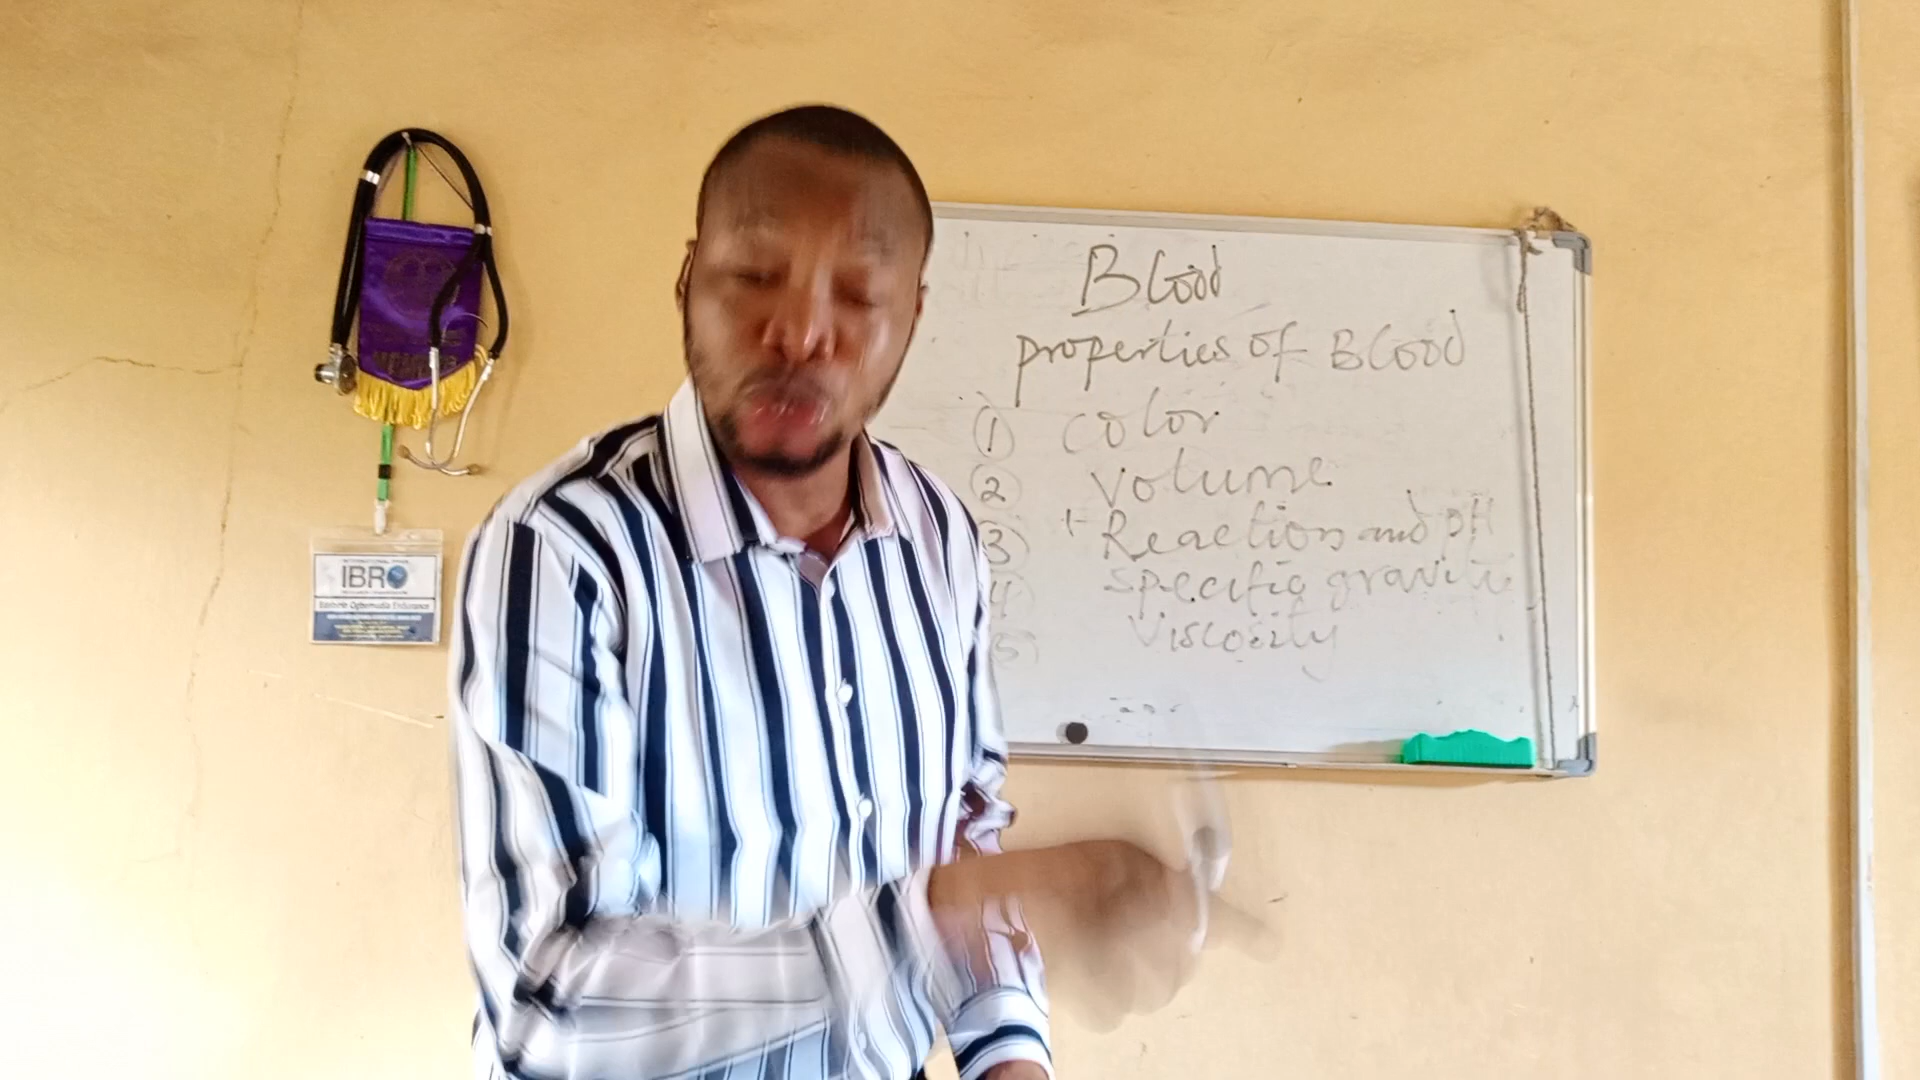 Blood
properties of Blood
① color
② volume
③ Reaction and pH
4 specific gravity
5 Viscosity
IBRO